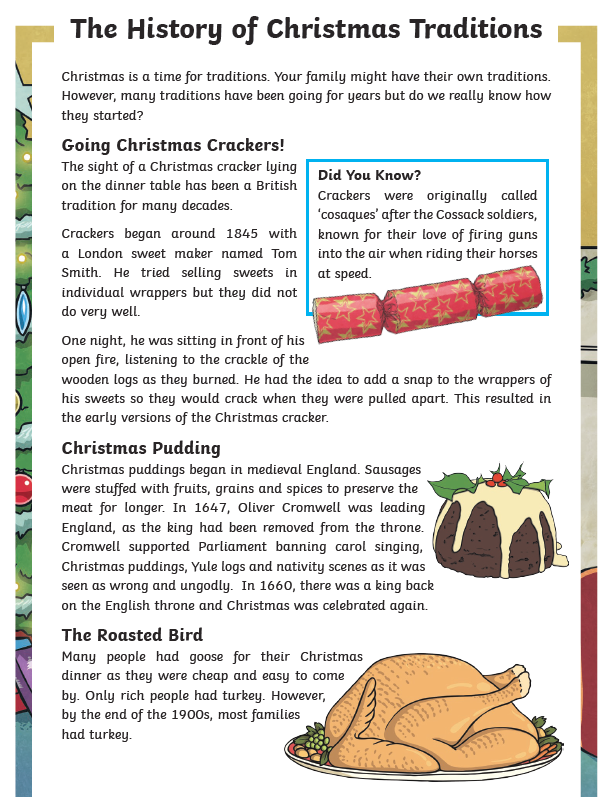 The History of Christmas Traditions
Christmas is a time for traditions. Your family might have their own traditions.
However, many traditions have been going for years but do we really know how
they started?
Going Christmas Crackers!
The sight of a Christmas cracker lying
on the dinner table has been a British
tradition for many decades.
Crackers began around 1845 with
a London sweet maker named Tom
Smith. He tried selling sweets in
individual wrappers but they did not
do very well.
Did You Know?
Crackers were originally called
‘cosaques’ after the Cossack soldiers,
known for their love of firing guns
into the air when riding their horses
at speed.
One night, he was sitting in front of his
open fire, listening to the crackle of the
wooden logs as they burned. He had the idea to add a snap to the wrappers of
his sweets so they would crack when they were pulled apart. This resulted in
the early versions of the Christmas cracker.
Christmas Pudding
Christmas puddings began in medieval England. Sausages
were stuffed with fruits, grains and spices to preserve the
meat for longer. In 1647, Oliver Cromwell was leading
England, as the king had been removed from the throne.
Cromwell supported Parliament banning carol singing,
Christmas puddings, Yule logs and nativity scenes as it was
seen as wrong and ungodly. In 1660, there was a king back
on the English throne and Christmas was celebrated again.
The Roasted Bird
Many people had goose for their Christmas
dinner as they were cheap and easy to come
by. Only rich people had turkey. However,
by the end of the 1900s, most families
had turkey.